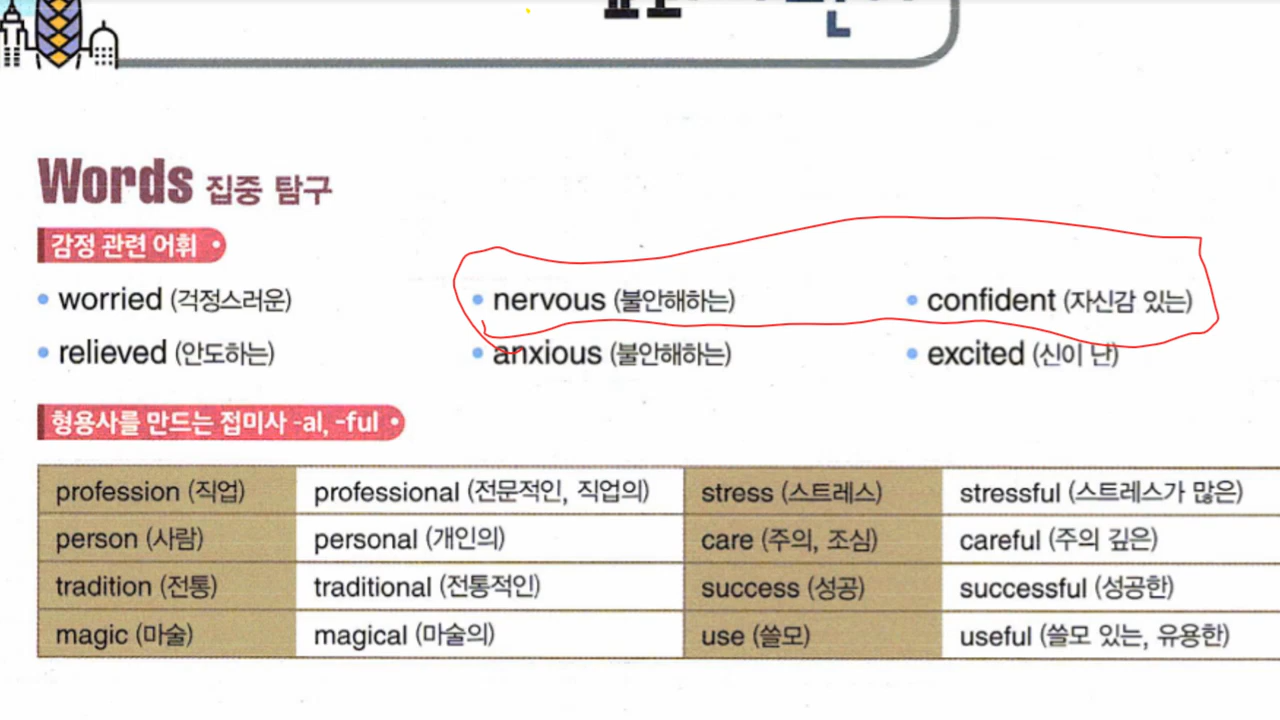 Words 집중 탐구
감정 관련 어휘
worried (걱정스러운) nervous (불안해하는) confident (자신감 있는)
relieved (안도하는) anxious (불안해하는) excited (신이 난)
형용사를 만드는 접미사 -al, -ful
profession (직업) professional (전문적인, 직업의) stress (스트레스) stressful (스트레스가 많은)
person (사람) personal (개인의) care (주의, 조심) careful (주의 깊은)
tradition (전통) traditional (전통적인) success (성공) successful (성공한)
magic (마술) magical (마술의) use (쓸모) useful (쓸모 있는, 유용한)